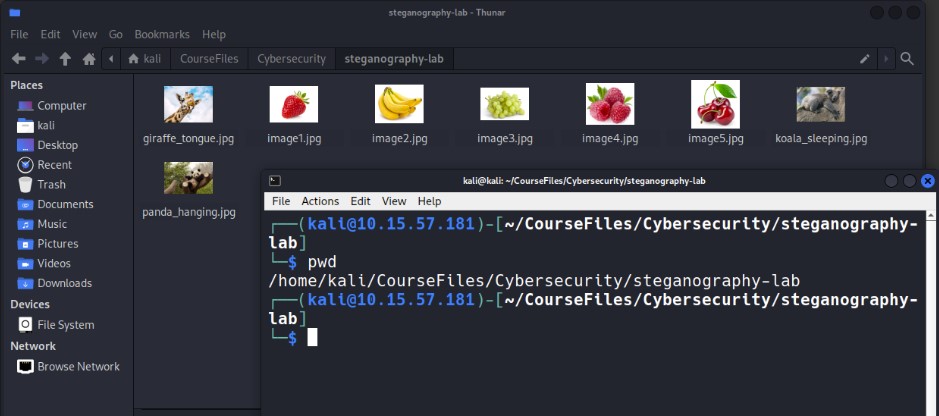 steganography-lab - Thunar
File Edit View Go Bookmarks Help
kali CourseFiles Cybersecurity steganography-lab
Places
Computer
kali
Desktop
Recent
Trash
Documents
Music
Pictures
Videos
Downloads
Devices
File System
Network
Browse Network
giraffe_tongue.jpg image1.jpg image2.jpg image3.jpg image4.jpg image5.jpg koala_sleeping.jpg
panda_hanging.jpg
kali@kali: ~/CourseFiles/Cybersecurity/steganography-lab
File Actions Edit View Help
┌──(kali@10.15.57.181)-[~/CourseFiles/Cybersecurity/steganography-
lab]
└─$ pwd
/home/kali/CourseFiles/Cybersecurity/steganography-lab
┌──(kali@10.15.57.181)-[~/CourseFiles/Cybersecurity/steganography-
lab]
└─$